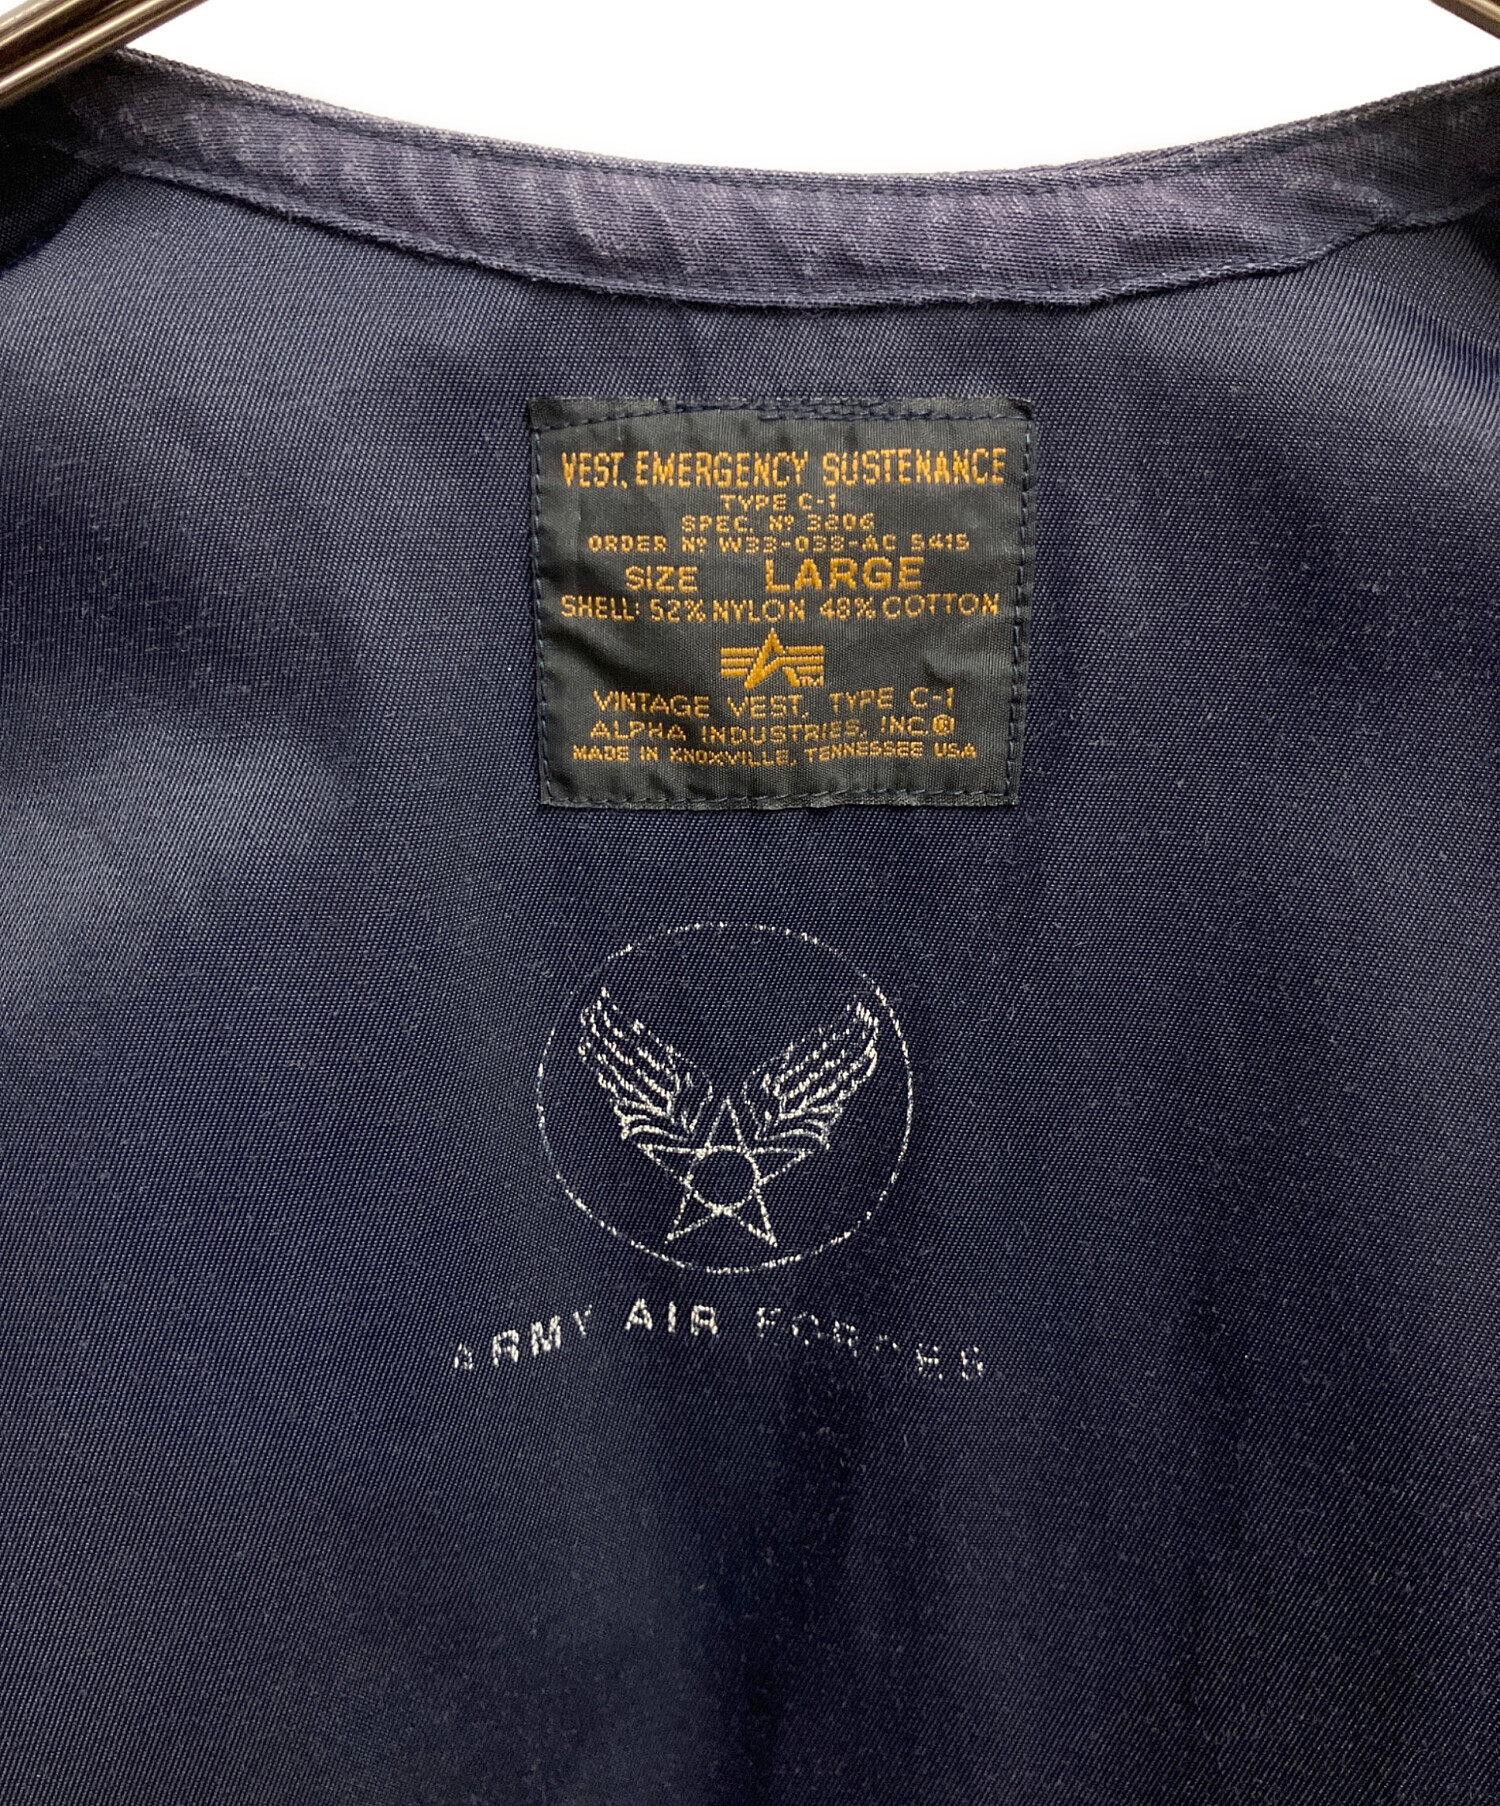 VEST, EMERGENCY SUSTENANCE
TYPE C-1
SPEC. Nº 3206
ORDER Nº W33-038-AC 5415
SIZE LARGE
SHELL: 52% NYLON 48% COTTON
TM
VINTAGE VEST, TYPE C-1
ALPHA INDUSTRIES, INC.®
MADE IN KNOXVILLE, TENNESSEE USA
ARMY AIR FORCES